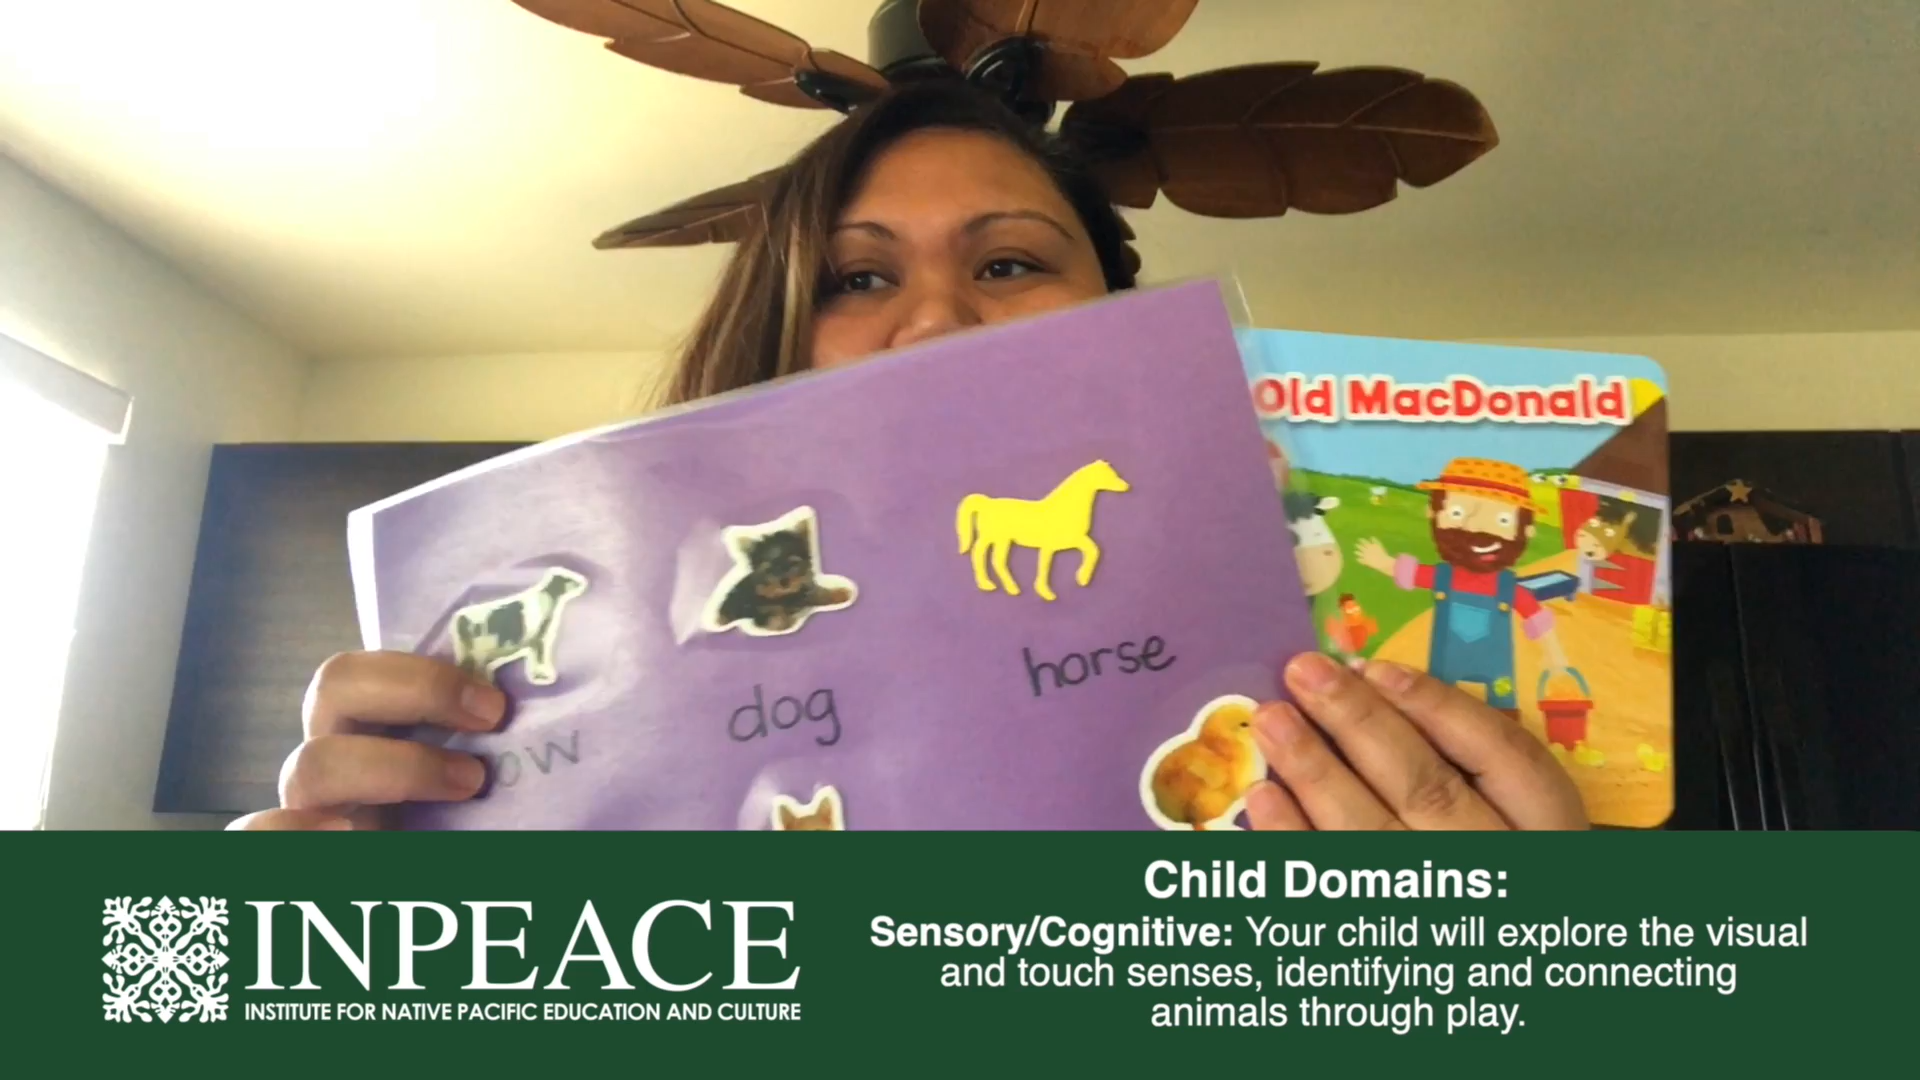 Old MacDonald
horse
dog
ow
INPEACE
INSTITUTE FOR NATIVE PACIFIC EDUCATION AND CULTURE
Child Domains:
Sensory/Cognitive: Your child will explore the visual
and touch senses, identifying and connecting
animals through play.